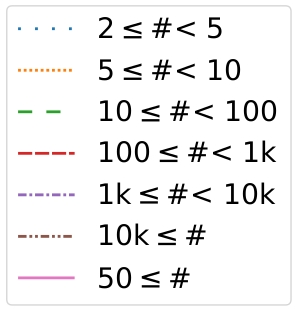 2 ≤ #< 5
5 ≤ #< 10
10 ≤ #< 100
100 ≤ #< 1k
1k ≤ #< 10k
10k ≤ #
50 ≤ #